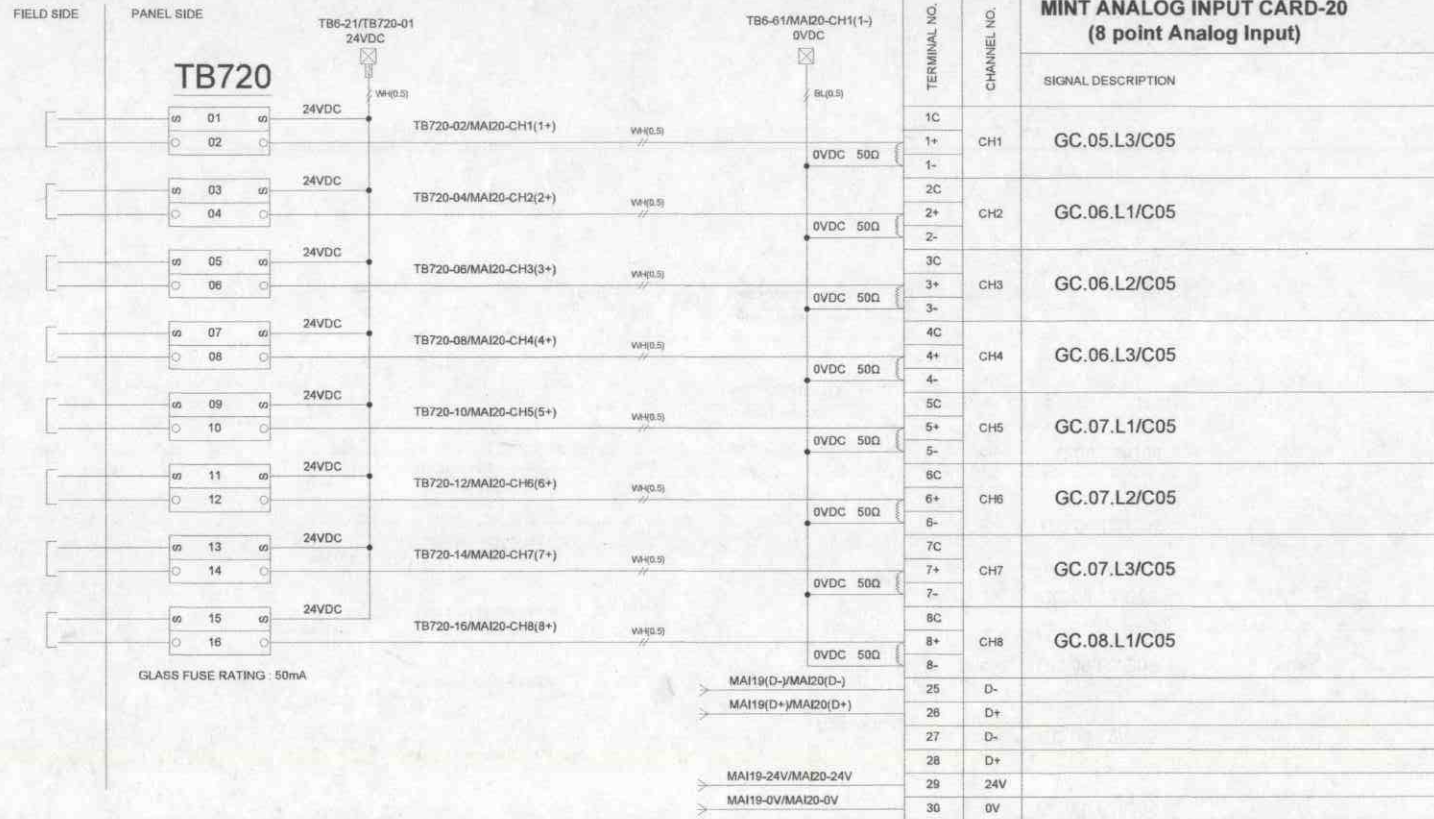 FIELD SIDE
PANEL SIDE
TB6-21/TB720-01
24VDC
TB6-61/MAI20-CH1(1-)
0VDC
TERMINAL NO.
CHANNEL NO.
MINT ANALOG INPUT CARD-20
(8 point Analog Input)
SIGNAL DESCRIPTION
TB720
WH(0.5)
BL(0.5)
S 01 S 24VDC
02
TB720-02/MAI20-CH1(1+)
WH(0.5)
0VDC 50Ω
1C
1+ CH1 GC.05.L3/C05
1-
S 03 S 24VDC
04
TB720-04/MAI20-CH2(2+)
WH(0.5)
0VDC 50Ω
2C
2+ CH2 GC.06.L1/C05
2-
S 05 S 24VDC
06
TB720-06/MAI20-CH3(3+)
WH(0.5)
0VDC 50Ω
3C
3+ CH3 GC.06.L2/C05
3-
S 07 S 24VDC
08
TB720-08/MAI20-CH4(4+)
WH(0.5)
0VDC 50Ω
4C
4+ CH4 GC.06.L3/C05
4-
S 09 S 24VDC
10
TB720-10/MAI20-CH5(5+)
WH(0.5)
0VDC 50Ω
5C
5+ CH5 GC.07.L1/C05
5-
S 11 S 24VDC
12
TB720-12/MAI20-CH6(6+)
WH(0.5)
0VDC 50Ω
6C
6+ CH6 GC.07.L2/C05
6-
S 13 S 24VDC
14
TB720-14/MAI20-CH7(7+)
WH(0.5)
0VDC 50Ω
7C
7+ CH7 GC.07.L3/C05
7-
S 15 S 24VDC
16
TB720-16/MAI20-CH8(8+)
WH(0.5)
0VDC 50Ω
8C
8+ CH8 GC.08.L1/C05
8-
GLASS FUSE RATING : 50mA
MAI19(D-)/MAI20(D-) 25 D-
MAI19(D+)/MAI20(D+) 26 D+
27 D-
28 D+
MAI19-24V/MAI20-24V 29 24V
MAI19-0V/MAI20-0V 30 0V